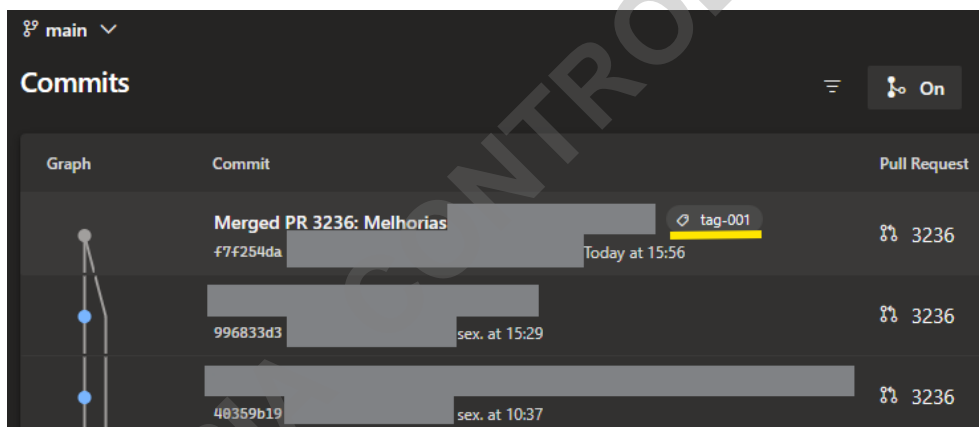 main
Commits
On
Graph Commit Pull Request
Merged PR 3236: Melhorias tag-001 3236
f7f254da Today at 15:56
3236
996833d3 sex. at 15:29
3236
40359b19 sex. at 10:37
CONTRO